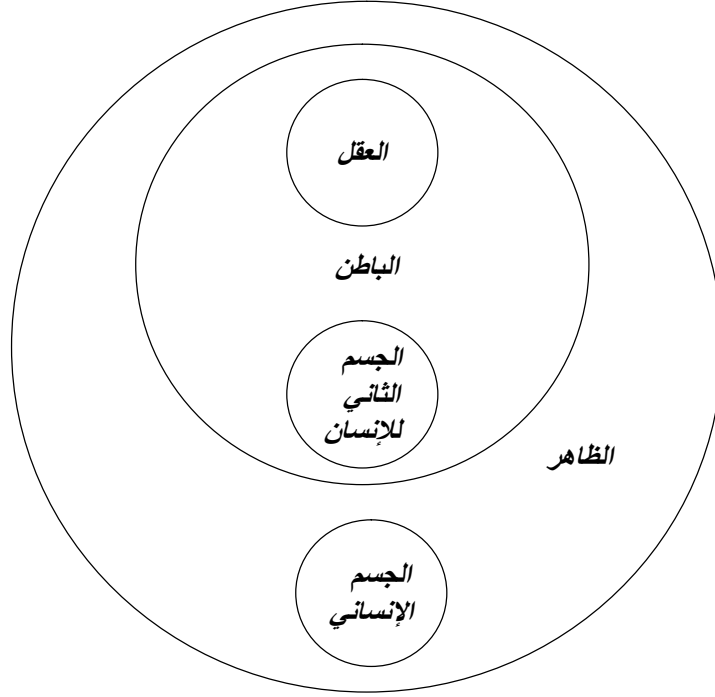 العقل
الباطن
الجسم
الثاني
للإنسان
الظاهر
الجسم
الإنساني